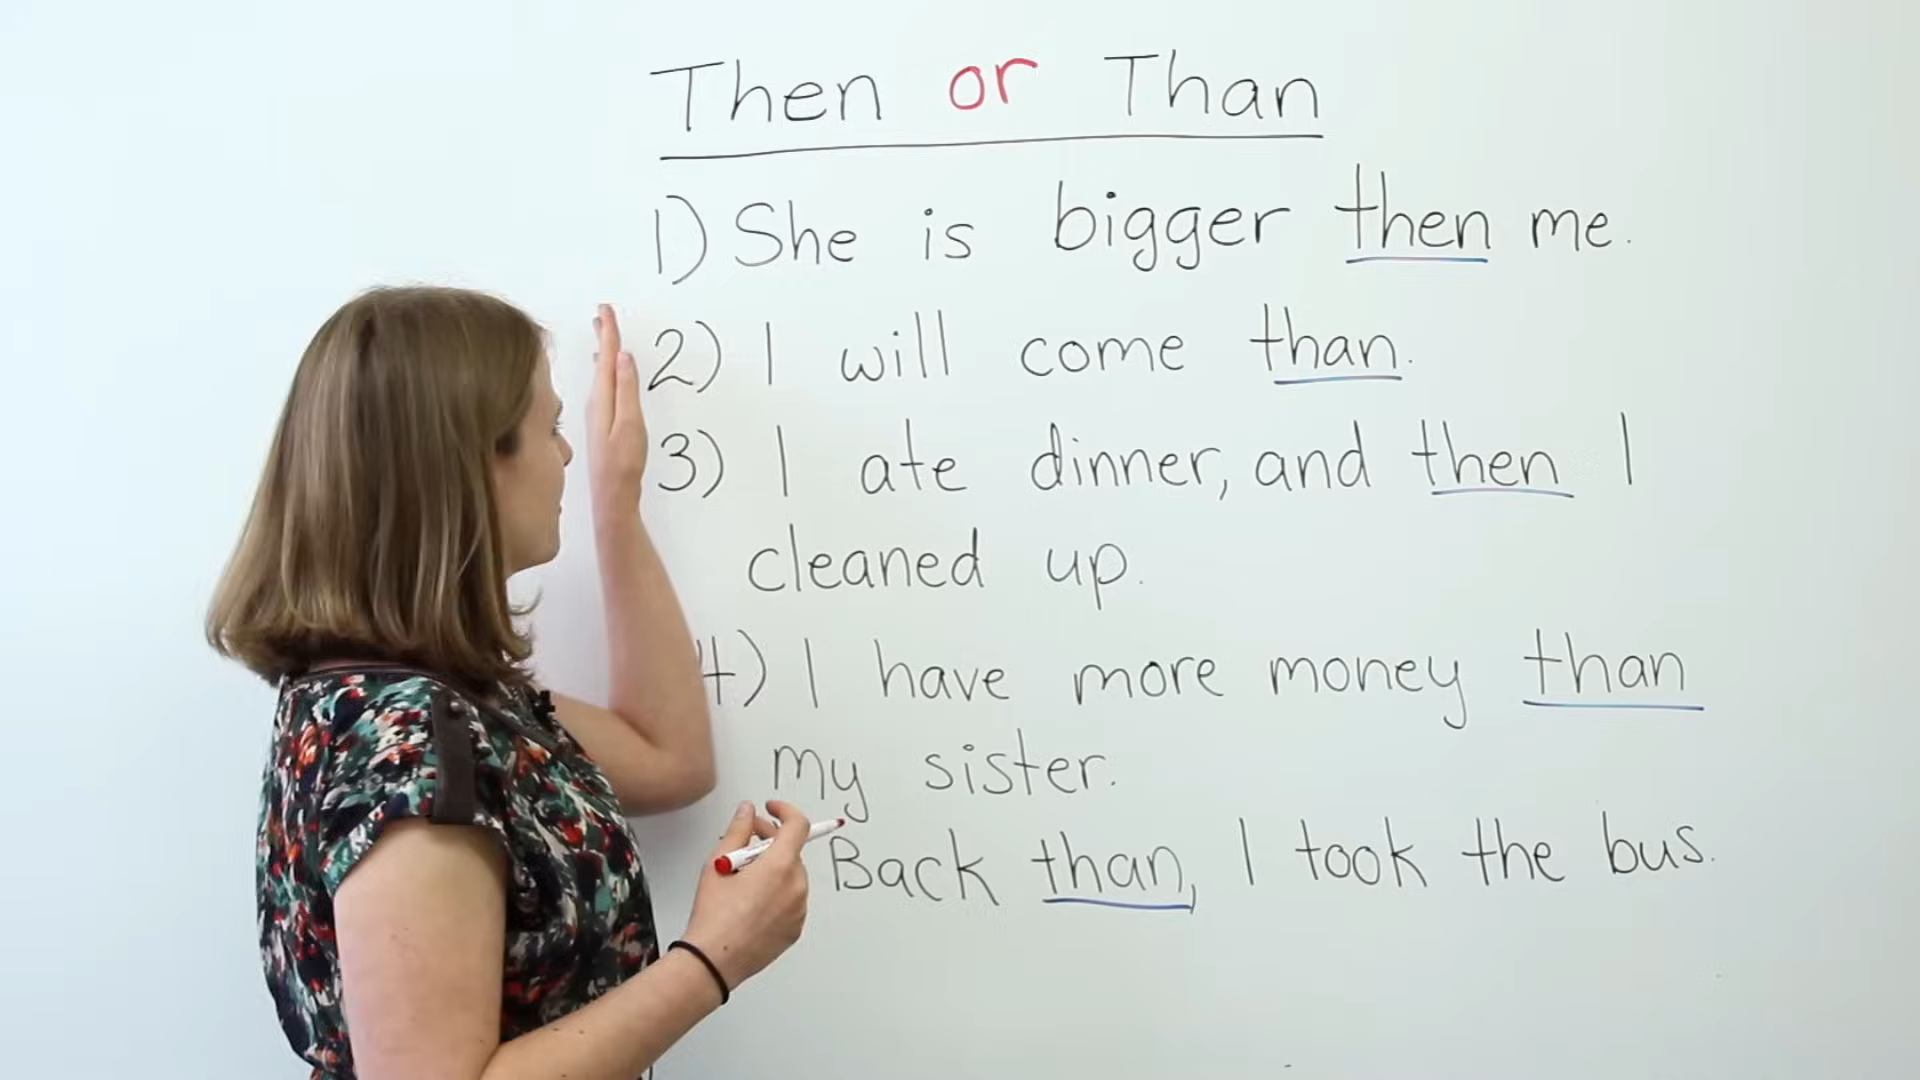 Then or Than
1) She is bigger then me.
2) I will come than.
3) I ate dinner, and then I
cleaned up.
4) I have more money than
my sister.
Back than, I took the bus.